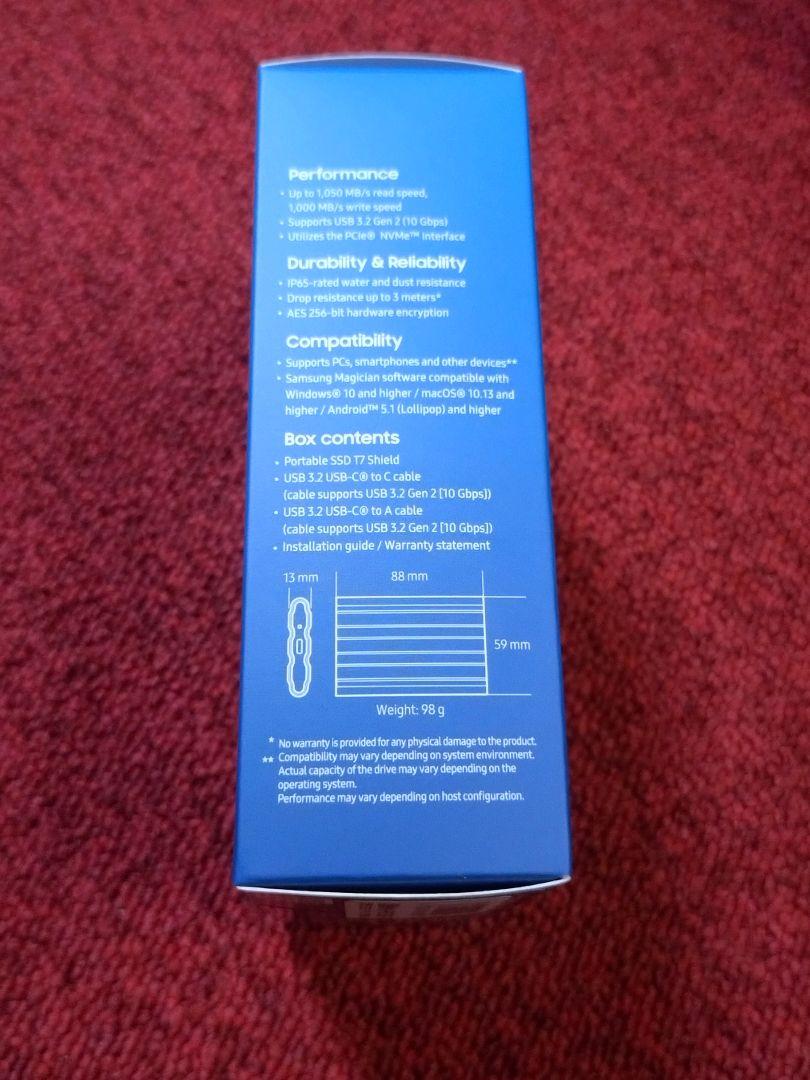 Performance
• Up to 1,050 MB/s read speed,
1,000 MB/s write speed
• Supports USB 3.2 Gen 2 (10 Gbps)
• Utilizes the PCIe® NVMe™ interface
Durability & Reliability
• IP65-rated water and dust resistance
• Drop resistance up to 3 meters*
• AES 256-bit hardware encryption
Compatibility
• Supports PCs, smartphones and other devices**
• Samsung Magician software compatible with
Windows® 10 and higher / macOS® 10.13 and
higher / Android™ 5.1 (Lollipop) and higher
Box contents
• Portable SSD T7 Shield
• USB 3.2 USB-C® to C cable
(cable supports USB 3.2 Gen 2 [10 Gbps])
• USB 3.2 USB-C® to A cable
(cable supports USB 3.2 Gen 2 [10 Gbps])
• Installation guide / Warranty statement
13 mm
88 mm
59 mm
Weight: 98 g
* No warranty is provided for any physical damage to the product.
** Compatibility may vary depending on system environment.
Actual capacity of the drive may vary depending on the
operating system.
Performance may vary depending on host configuration.